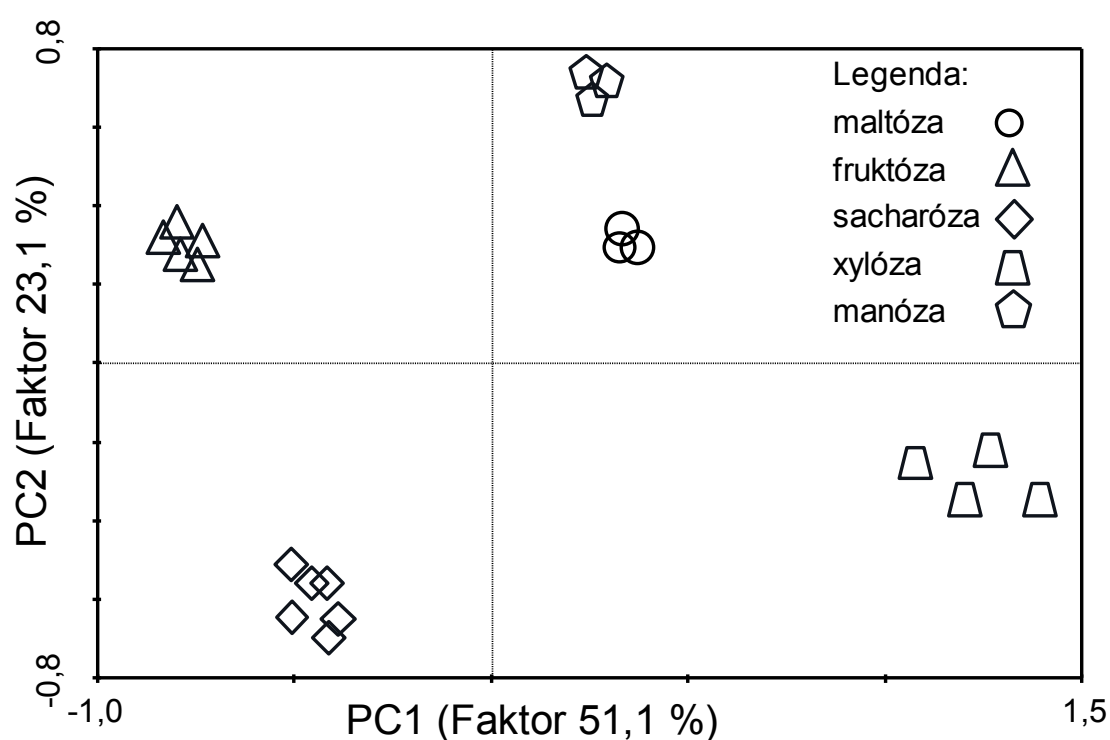 0,8
Legenda:
maltóza
fruktóza
sacharóza
xylóza
manóza
PC2 (Faktor 23,1 %)
-0,8
-1,0
PC1 (Faktor 51,1 %)
1,5